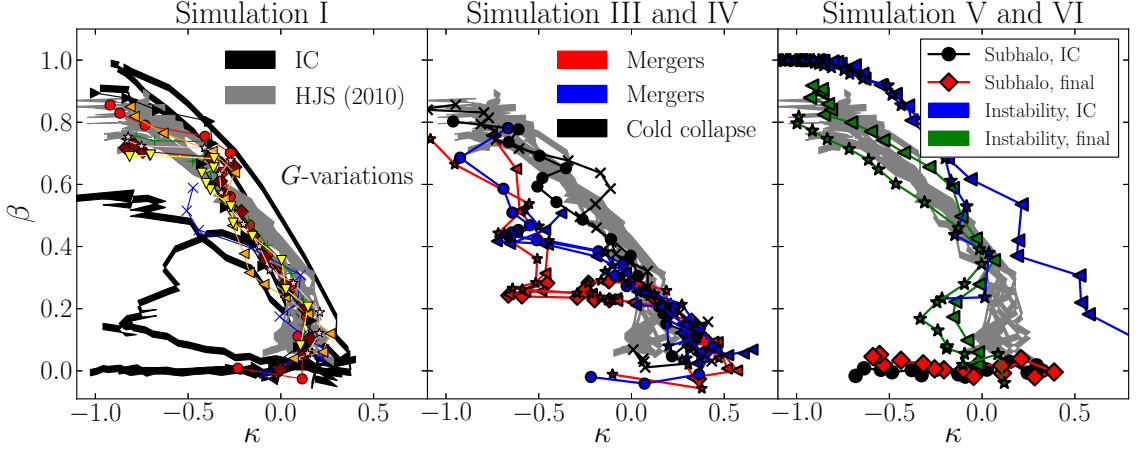 Simulation I
Simulation III and IV
Simulation V and VI
β
1.0
0.8
0.6
0.4
0.2
0.0
IC
HJS (2010)
G-variations
−1.0
−0.5
0.0
0.5
κ
Mergers
Mergers
Cold collapse
−1.0
−0.5
0.0
0.5
κ
Subhalo, IC
Subhalo, final
Instability, IC
Instability, final
−1.0
−0.5
0.0
0.5
κ